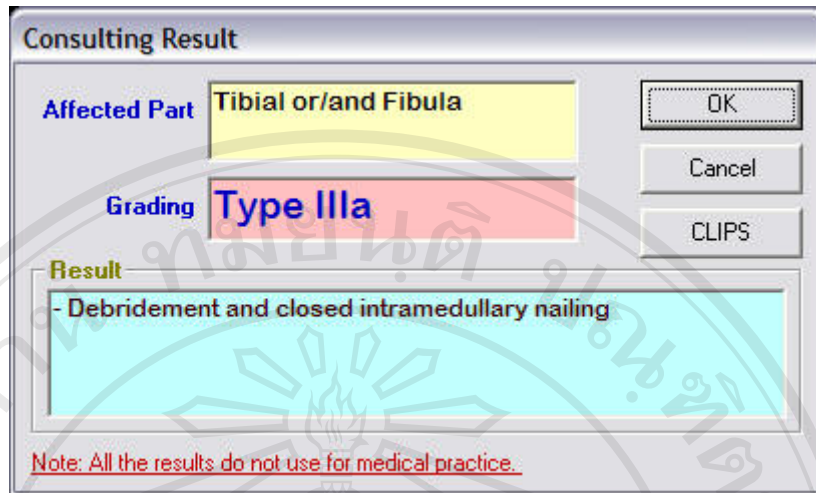 Consulting Result
Affected Part
Tibial or/and Fibula
OK
Cancel
Grading
Type IIIa
CLIPS
Result
- Debridement and closed intramedullary nailing
Note: All the results do not use for medical practice.